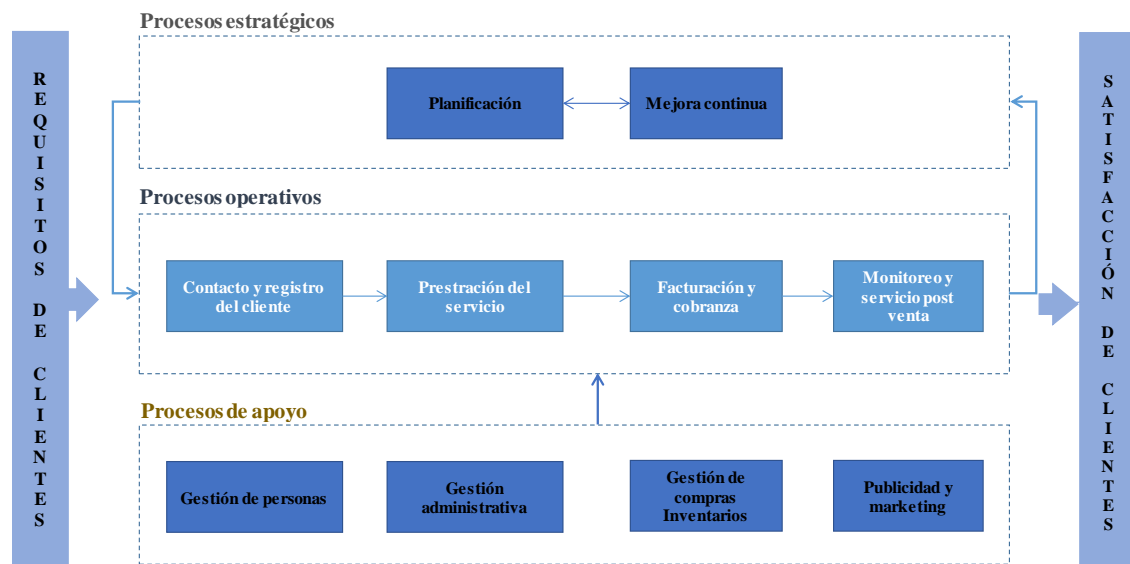 Procesos estratégicos
REQUISITOS DE CLIENTES
Planificación
Mejora continua
SATISFACCIÓN DE CLIENTES
Procesos operativos
Contacto y registro
del cliente
Prestración del
servicio
Facturación y
cobranza
Monitoreo y
servicio post
venta
Procesos de apoyo
Gestión de personas
Gestión
administrativa
Gestión de
compras
Inventarios
Publicidad y
marketing